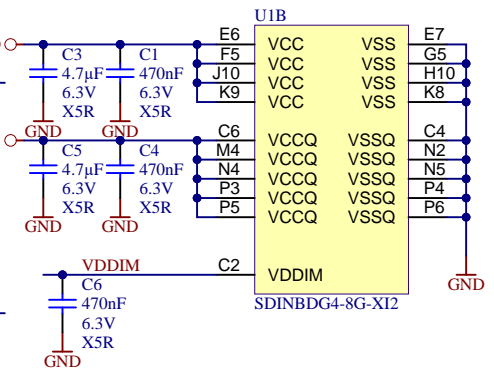 U1B
E6 VCC VSS E7
F5 VCC VSS G5
J10 VCC VSS H10
K9 VCC VSS K8
C6 VCCQ VSSQ C4
M4 VCCQ VSSQ N2
N4 VCCQ VSSQ N5
P3 VCCQ VSSQ P4
P5 VCCQ VSSQ P6
C2 VDDIM
SDINBDG4-8G-XI2
C3 C1
4.7µF 470nF
6.3V 6.3V
X5R X5R
GND GND
C5 C4
4.7µF 470nF
6.3V 6.3V
X5R X5R
GND GND
VDDIM
C6
470nF
6.3V
X5R
GND
GND